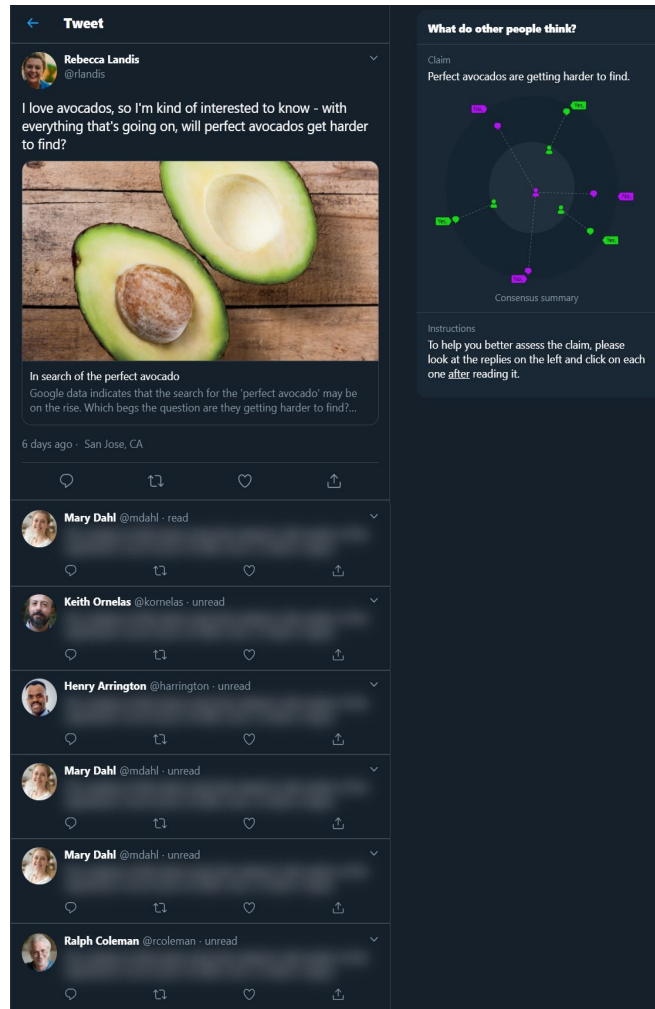 Tweet
Rebecca Landis
@rlandis
I love avocados, so I'm kind of interested to know - with
everything that's going on, will perfect avocados get harder
to find?
In search of the perfect avocado
Google data indicates that the search for the 'perfect avocado' may be
on the rise. Which begs the question are they getting harder to find?...
6 days ago · San Jose, CA
Mary Dahl @mdahl · read
Keith Ornelas @kornelas · unread
Henry Arrington @harrington · unread
Mary Dahl @mdahl · unread
Mary Dahl @mdahl · unread
Ralph Coleman @rcoleman · unread
What do other people think?
Claim
Perfect avocados are getting harder to find.
No.
Yes.
No.
Yes.
Yes.
No.
Consensus summary
Instructions
To help you better assess the claim, please
look at the replies on the left and click on each
one after reading it.